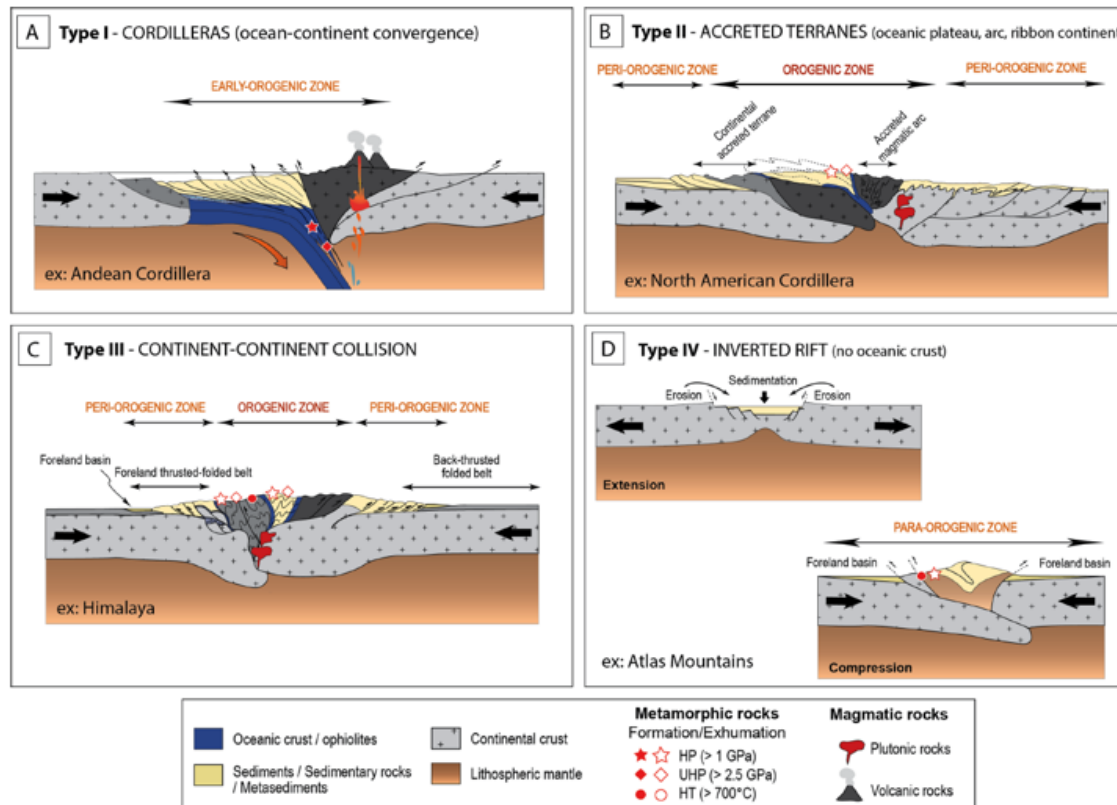 A Type I - CORDILLERAS (ocean-continent convergence)
EARLY-OROGENIC ZONE
ex: Andean Cordillera
B Type II - ACCRETED TERRANES (oceanic plateau, arc, ribbon continent
PERI-OROGENIC ZONE OROGENIC ZONE PERI-OROGENIC ZONE
Continental
accreted terrane
Accreted
magmatic arc
ex: North American Cordillera
C Type III - CONTINENT-CONTINENT COLLISION
PERI-OROGENIC ZONE OROGENIC ZONE PERI-OROGENIC ZONE
Foreland basin
Foreland thrusted-folded belt
Back-thrusted
folded belt
ex: Himalaya
D Type IV - INVERTED RIFT (no oceanic crust)
Sedimentation
Erosion Erosion
Extension
PARA-OROGENIC ZONE
Foreland basin Foreland basin
ex: Atlas Mountains
Compression
Oceanic crust / ophiolites
Sediments / Sedimentary rocks
/ Metasediments
Continental crust
Lithospheric mantle
Metamorphic rocks
Formation/Exhumation
HP (> 1 GPa)
UHP (> 2.5 GPa)
HT (> 700°C)
Magmatic rocks
Plutonic rocks
Volcanic rocks